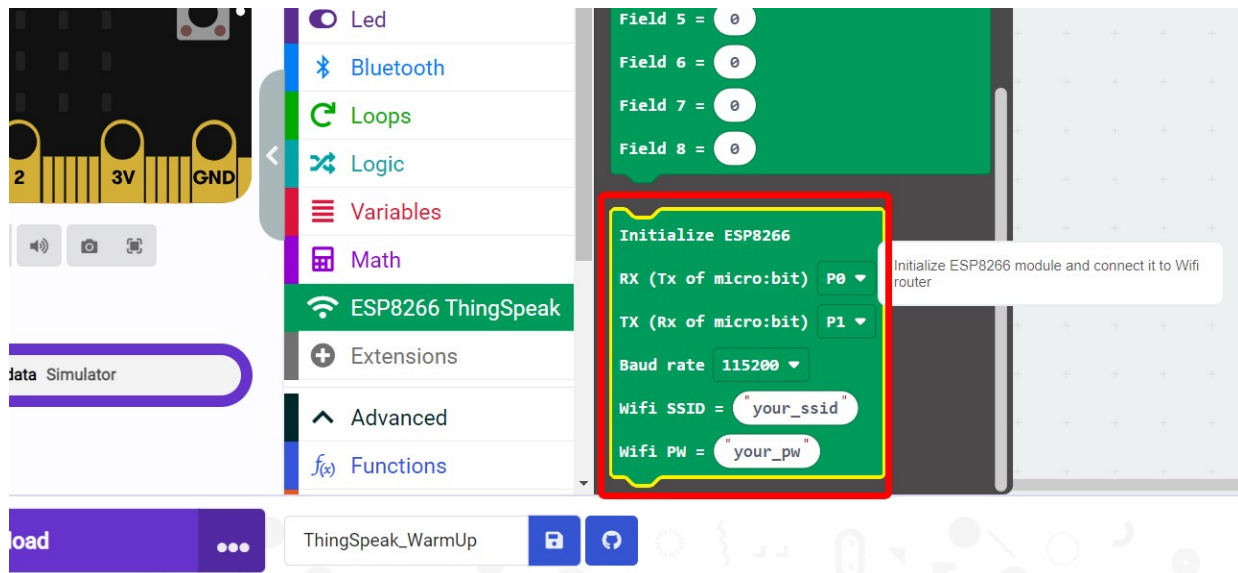 2
3V
GND
data Simulator
load
Led
Bluetooth
Loops
Logic
Variables
Math
ESP8266 ThingSpeak
Extensions
Advanced
f(x) Functions
ThingSpeak_WarmUp
Field 5 = 0
Field 6 = 0
Field 7 = 0
Field 8 = 0
Initialize ESP8266
RX (Tx of micro:bit) P0
TX (Rx of micro:bit) P1
Baud rate 115200
Wifi SSID = "your_ssid"
Wifi PW = "your_pw"
Initialize ESP8266 module and connect it to Wifi
router